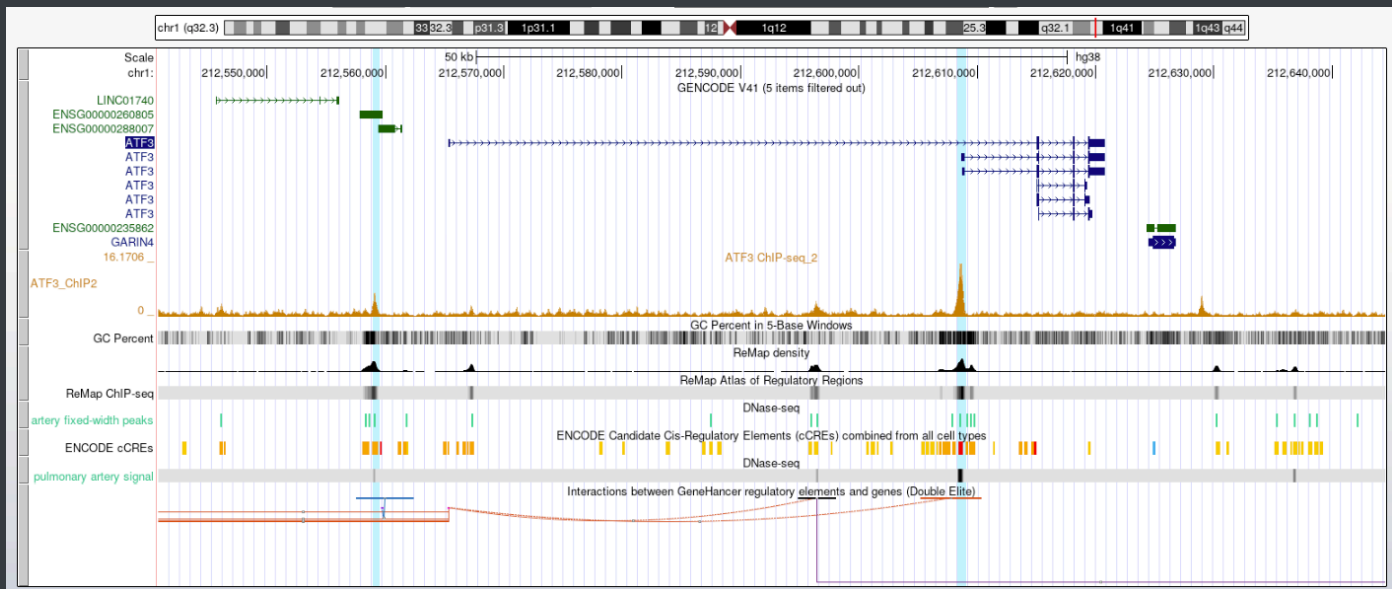 chr1 (q32.3) 33 32.3 p31.3 1p31.1 12 1q12 25.3 q32.1 1q41 1q43 q44
Scale 50 kb hg38
chr1: 212,550,000 212,560,000 212,570,000 212,580,000 212,590,000 212,600,000 212,610,000 212,620,000 212,630,000 212,640,000
GENCODE V41 (5 items filtered out)
LINC01740
ENSG00000260805
ENSG00000288007
ATF3
ATF3
ATF3
ATF3
ATF3
ATF3
ENSG00000235862
GARIN4
16.1706 _ ATF3 ChIP-seq_2
ATF3_ChIP2
0 _
GC Percent in 5-Base Windows
GC Percent
ReMap density
ReMap Atlas of Regulatory Regions
ReMap ChIP-seq
DNase-seq
artery fixed-width peaks
ENCODE Candidate Cis-Regulatory Elements (cCREs) combined from all cell types
ENCODE cCREs
DNase-seq
pulmonary artery signal
Interactions between GeneHancer regulatory elements and genes (Double Elite)